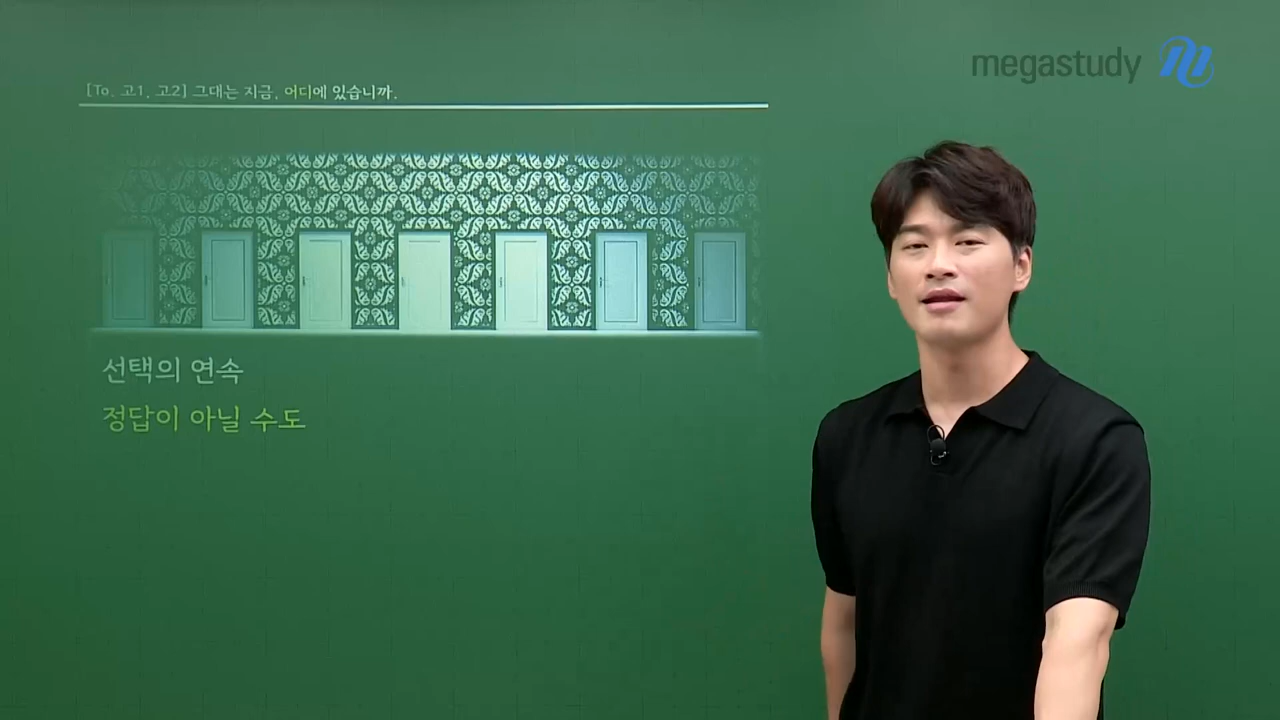 megastudy
[To. 고1, 고2] 그대는 지금, 어디에 있습니까.
선택의 연속
정답이 아닐 수도